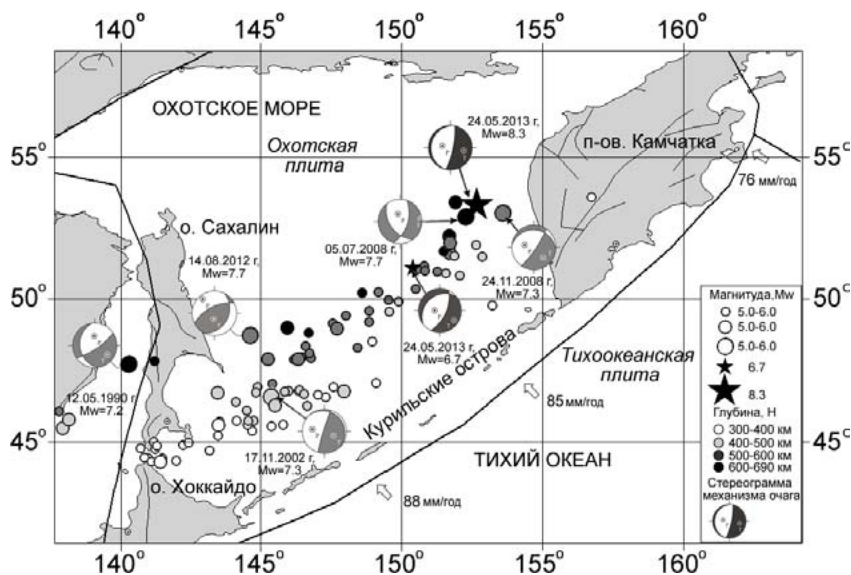 140° 145° 150° 155° 160°
ОХОТСКОЕ МОРЕ
24.05.2013 г,
Mw=8.3
Охотская
плита
п-ов. Камчатка
55°
55°
76 мм/год
о. Сахалин
14.08.2012 г,
Mw=7.7
05.07.2008 г,
Mw=7.7
24.11.2008 г,
Mw=7.3
50°
50°
24.05.2013 г,
Mw=6.7
12.05.1990 г,
Mw=7.2
Курильские острова
Тихоокеанская
плита
85 мм/год
17.11.2002 г,
Mw=7.3
45°
45°
ТИХИЙ ОКЕАН
о. Хоккайдо
88 мм/год
Магнитуда,Mw
5.0-6.0
5.0-6.0
5.0-6.0
6.7
8.3
Глубина, H
300-400 км
400-500 км
500-600 км
600-690 км
Стереограмма
механизма очага
140° 145° 150° 155° 160°